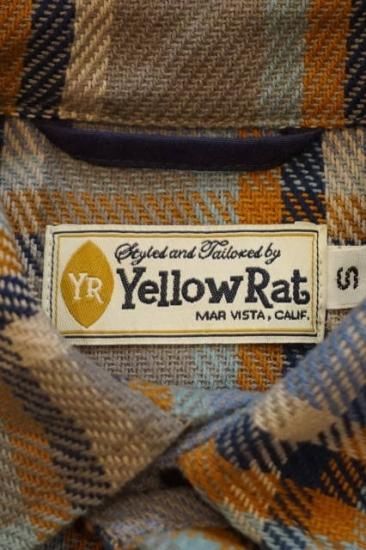 Styled and Tailored by
YR
YellowRat
MAR VISTA, CALIF.
S